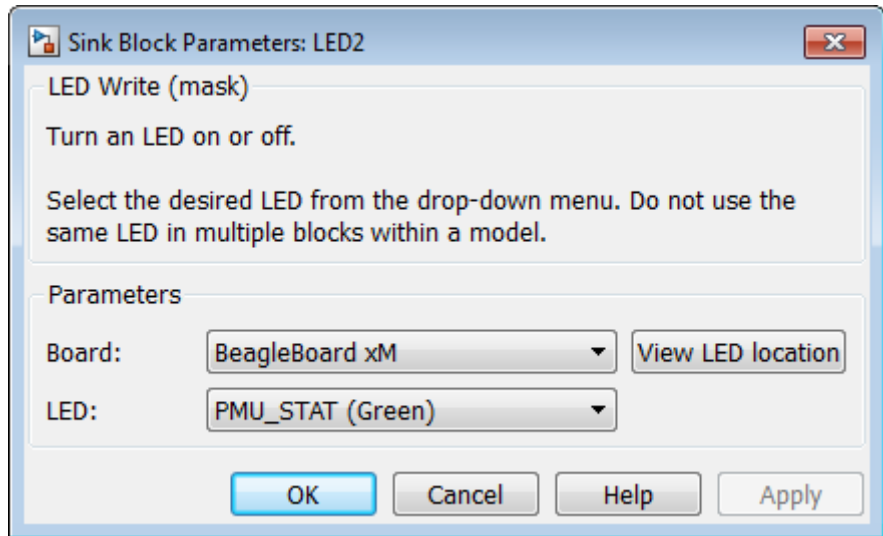 Sink Block Parameters: LED2
LED Write (mask)
Turn an LED on or off.
Select the desired LED from the drop-down menu. Do not use the
same LED in multiple blocks within a model.
Parameters
Board: BeagleBoard xM View LED location
LED: PMU_STAT (Green)
OK Cancel Help Apply